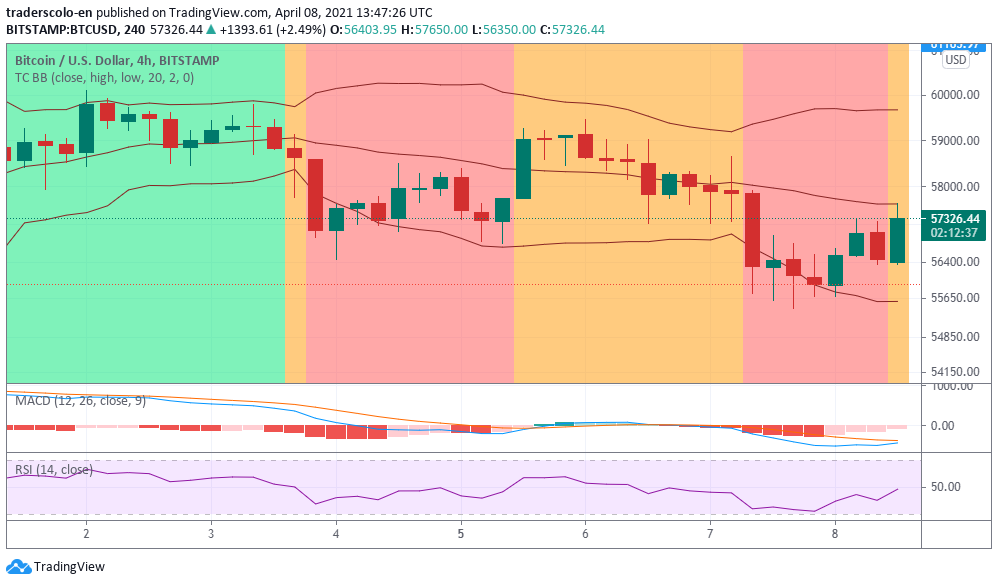 traderscolo-en published on TradingView.com, April 08, 2021 13:47:26 UTC
BITSTAMP:BTCUSD, 240 57326.44 ▲ +1393.61 (+2.49%) O:56403.95 H:57650.00 L:56350.00 C:57326.44
Bitcoin / U.S. Dollar, 4h, BITSTAMP
TC BB (close, high, low, 20, 2, 0)
USD
60000.00
59000.00
58000.00
57326.44
02:12:37
56400.00
55650.00
54850.00
54150.00
MACD (12, 26, close, 9)
1000.00
0.00
RSI (14, close)
50.00
2 3 4 5 6 7 8
TradingView